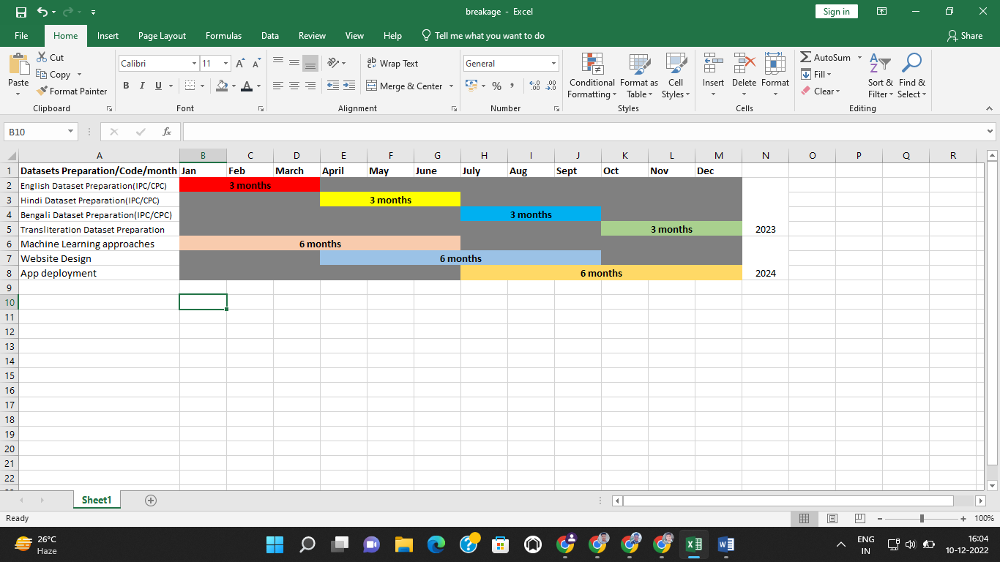 breakage - Excel
Sign in
File Home Insert Page Layout Formulas Data Review View Help Tell me what you want to do Share
Paste Cut Copy Format Painter
Calibri 11 A A
B I U A
ab Wrap Text
Merge & Center
General
% ,
Conditional Formatting Format as Table Cell Styles
Insert Delete Format
AutoSum Fill Clear
Sort & Filter Find & Select
Clipboard Font Alignment Number Styles Cells Editing
B10 fx
A B C D E F G H I J K L M N O P Q R
1 Datasets Preparation/Code/month Jan Feb March April May June July Aug Sept Oct Nov Dec
2 English Dataset Preparation(IPC/CPC) 3 months
3 Hindi Dataset Preparation(IPC/CPC) 3 months
4 Bengali Dataset Preparation(IPC/CPC) 3 months
5 Transliteration Dataset Preparation 3 months 2023
6 Machine Learning approaches 6 months
7 Website Design 6 months
8 App deployment 6 months 2024
9
10
11
12
13
14
15
16
17
18
19
20
21
22
Sheet1
Ready 100%
26°C
Haze
ENG
IN
16:04
10-12-2022